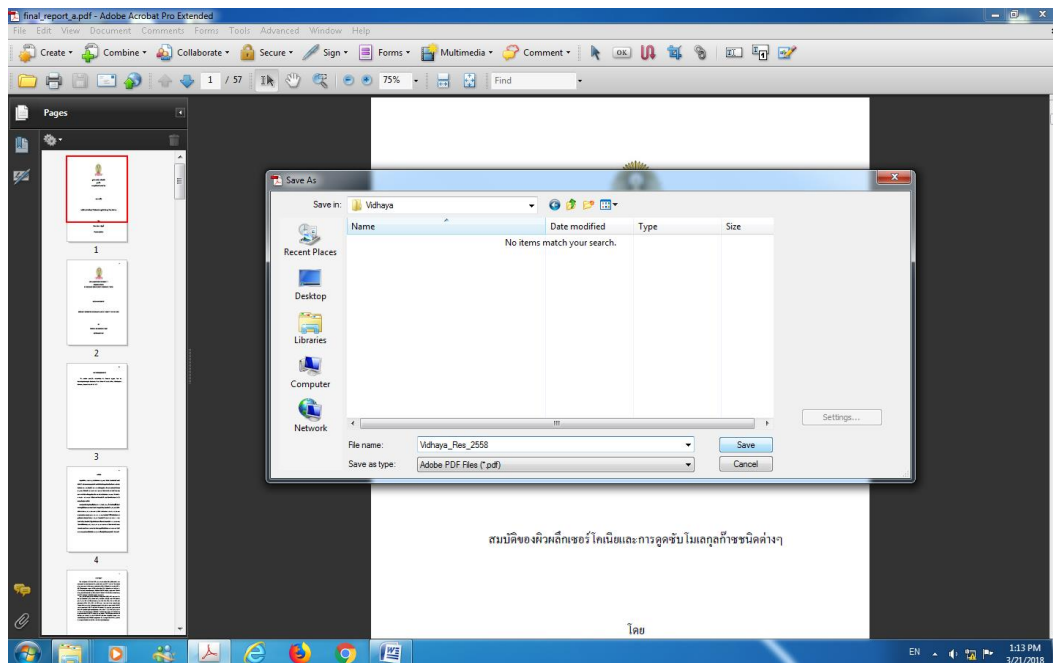 final_report_a.pdf - Adobe Acrobat Pro Extended
File Edit View Document Comments Forms Tools Advanced Window Help
Create Combine Collaborate Secure Sign Forms Multimedia Comment OK
1 / 57 75% Find
Pages
1
2
3
4
Save As
Save in: Vidhaya
Name Date modified Type Size
No items match your search.
Recent Places
Desktop
Libraries
Computer
Network
Settings...
File name: Vidhaya_Res_2558 Save
Save as type: Adobe PDF Files (*.pdf) Cancel
สมบัติของผิวผลึกเซอร์โคเนียและการดูดซับโมเลกุลก๊าซชนิดต่างๆ
โดย
EN 1:13 PM
3/21/2018